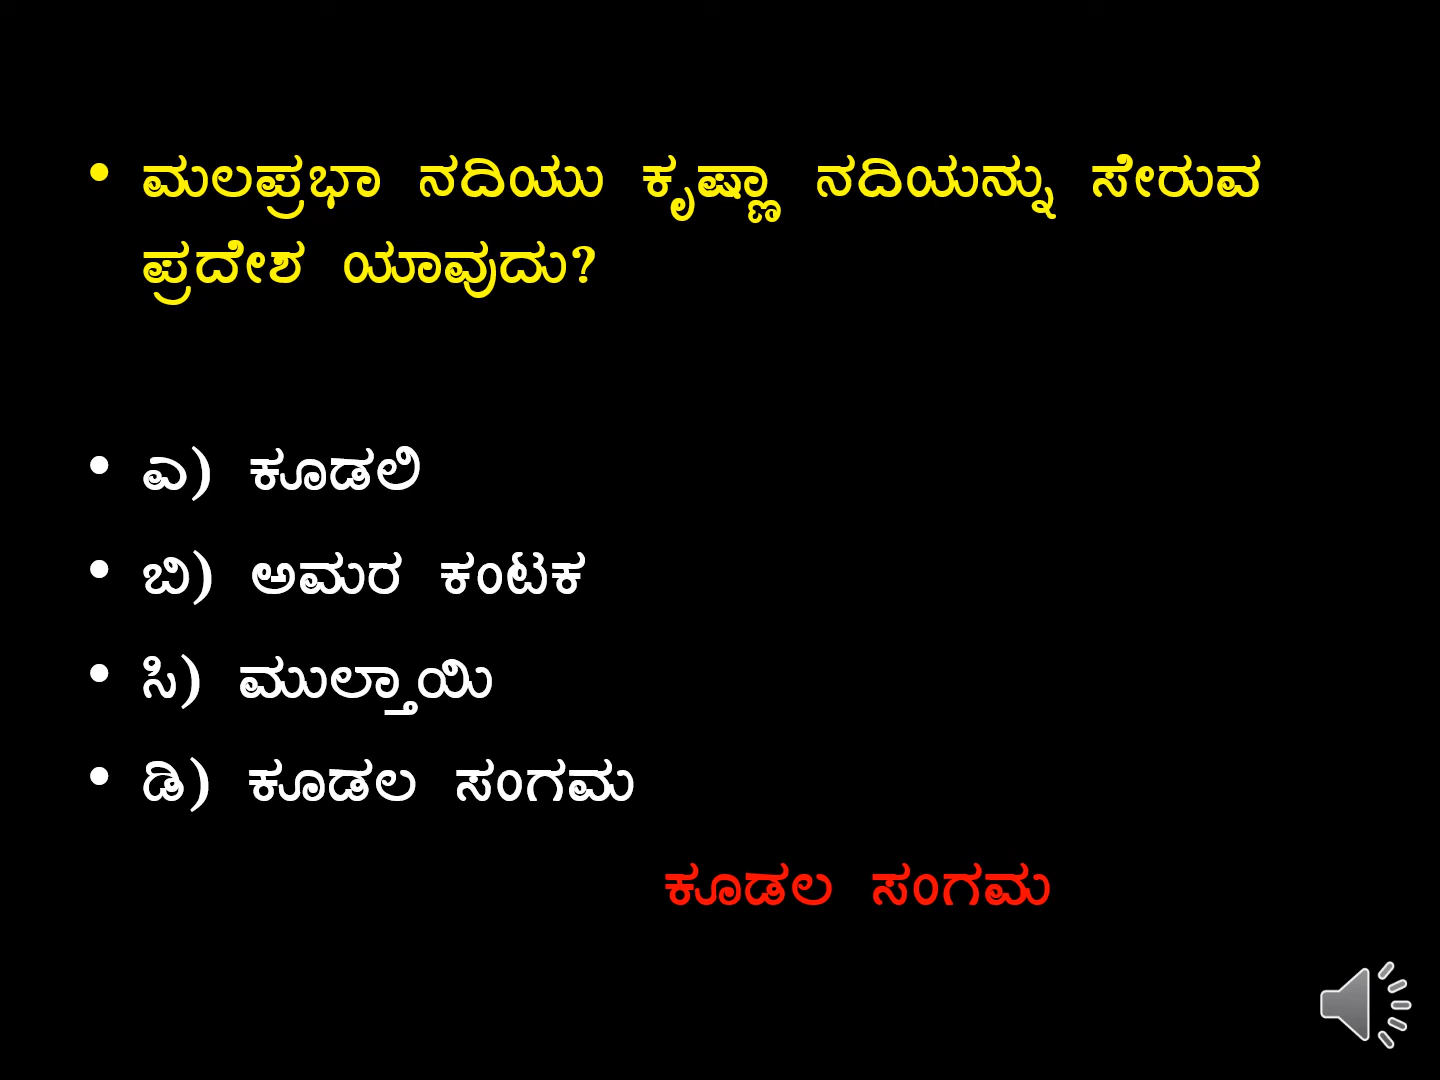 • ಮಲಪ್ರಭಾ ನದಿಯು ಕೃಷ್ಣಾ ನದಿಯನ್ನು ಸೇರುವ
ಪ್ರದೇಶ ಯಾವುದು?
• ಎ) ಕೂಡಲಿ
• ಬಿ) ಅಮರ ಕಂಟಕ
• ಸಿ) ಮುಲ್ತಾಯಿ
• ಡಿ) ಕೂಡಲ ಸಂಗಮ
ಕೂಡಲ ಸಂಗಮ